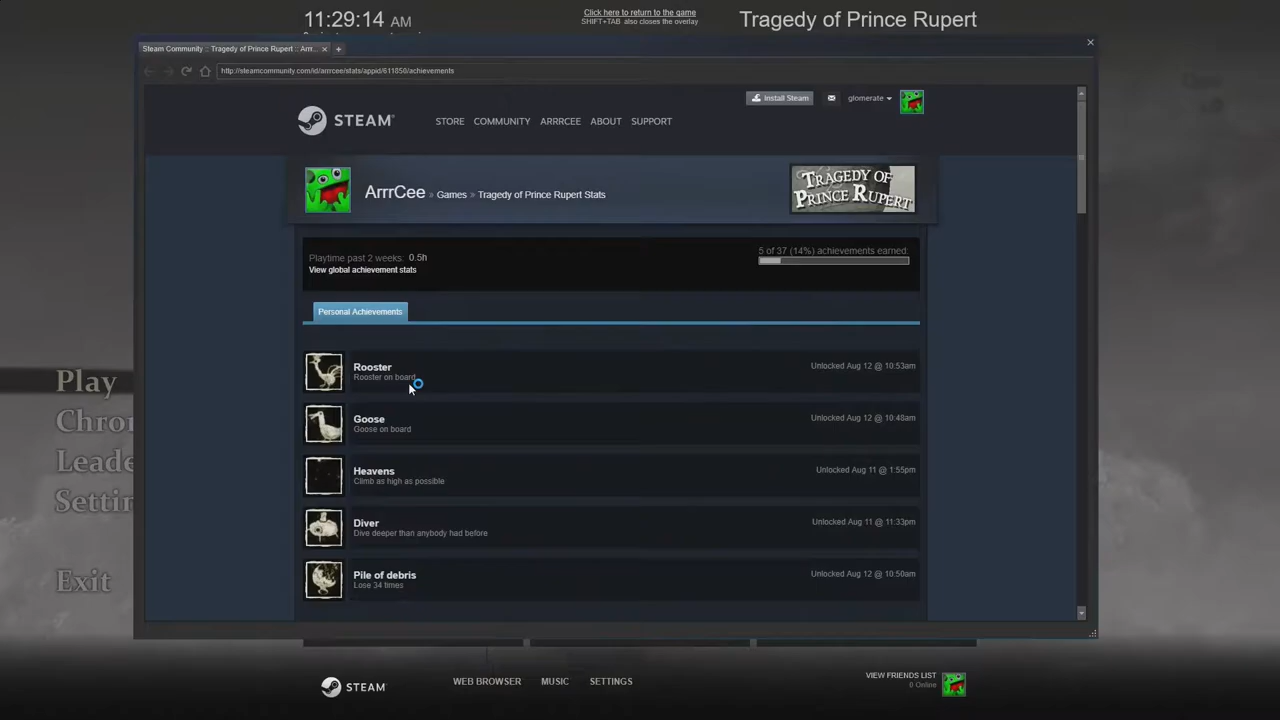 11:29:14 AM
Click here to return to the game
SHIFT+TAB also closes the overlay
Tragedy of Prince Rupert
Steam Community :: Tragedy of Prince Rupert :: Arrr...
http://steamcommunity.com/id/arrrcee/stats/appid/611850/achievements
Install Steam
glomerate
STEAM
STORE COMMUNITY ARRRCEE ABOUT SUPPORT
ArrrCee » Games » Tragedy of Prince Rupert Stats
TRAGEDY OF
PRINCE RUPERT
Playtime past 2 weeks: 0.5h
View global achievement stats
5 of 37 (14%) achievements earned:
Personal Achievements
Rooster
Rooster on board
Unlocked Aug 12 @ 10:53am
Goose
Goose on board
Unlocked Aug 12 @ 10:48am
Heavens
Climb as high as possible
Unlocked Aug 11 @ 1:55pm
Diver
Dive deeper than anybody had before
Unlocked Aug 11 @ 11:33pm
Pile of debris
Lose 34 times
Unlocked Aug 12 @ 10:50am
Play
Chron
Leade
Settin
Exit
STEAM
WEB BROWSER MUSIC SETTINGS
VIEW FRIENDS LIST
0 Online